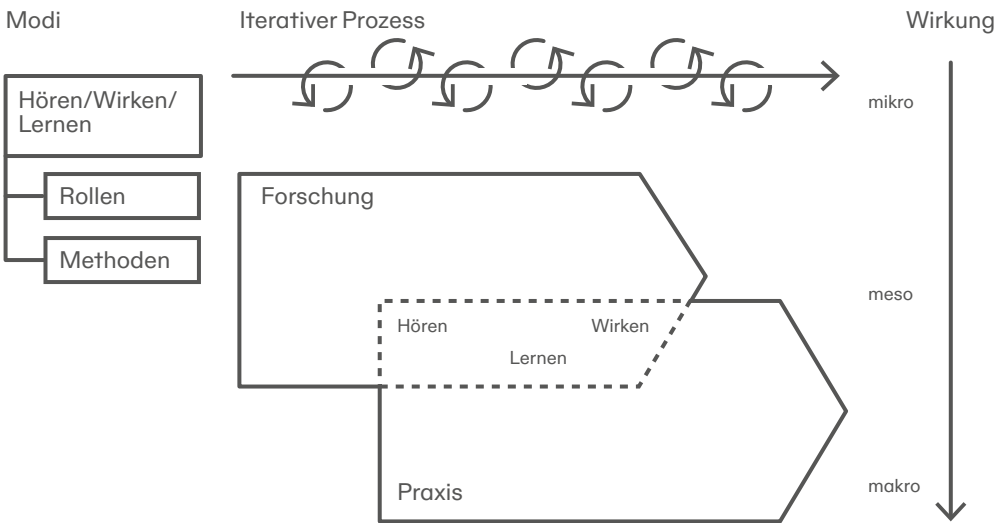 Modi
Iterativer Prozess
Wirkung
Hören/Wirken/
Lernen
Rollen
Methoden
Forschung
Hören
Wirken
Lernen
Praxis
mikro
meso
makro